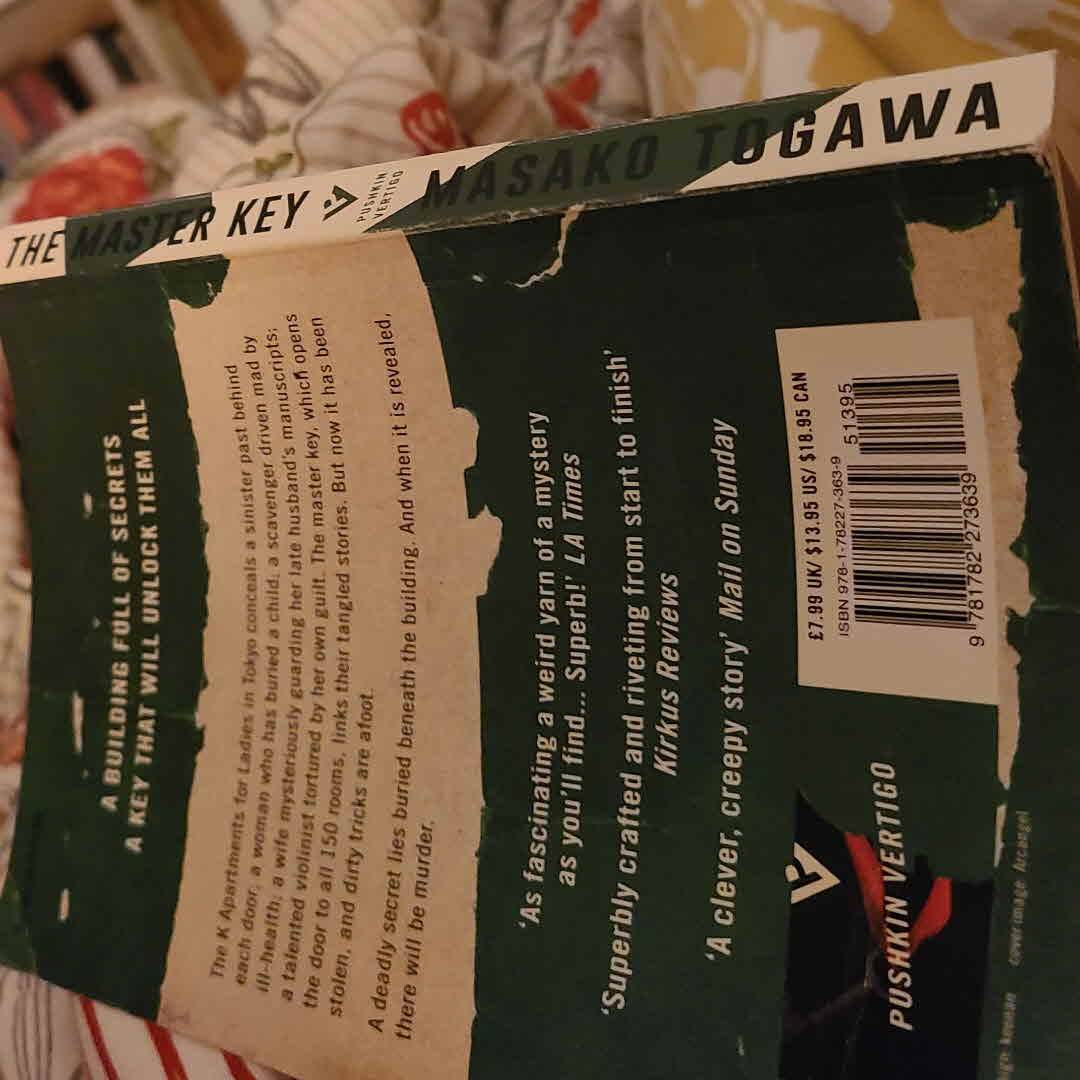 THE MASTER KEY
PUSHKIN
VERTIGO
MASAKO TOGAWA
A BUILDING FULL OF SECRETS
A KEY THAT WILL UNLOCK THEM ALL
The K Apartments for Ladies in Tokyo conceals a sinister past behind
each door; a woman who has buried a child; a scavenger driven mad by
ill-health; a wife mysteriously guarding her late husband's manuscripts;
a talented violinist tortured by her own guilt. The master key, which opens
the door to all 150 rooms, links their tangled stories. But now it has been
stolen, and dirty tricks are afoot.
A deadly secret lies buried beneath the building. And when it is revealed,
there will be murder.
'As fascinating a weird yarn of a mystery
as you'll find... Superb!' LA Times
'Superbly crafted and riveting from start to finish'
Kirkus Reviews
'A clever, creepy story' Mail on Sunday
£7.99 UK/ $13.95 US/ $18.95 CAN
ISBN 978-1-78227-363-9
51395
9 781782 273639
PUSHKIN VERTIGO
keenan cover image Arcangel